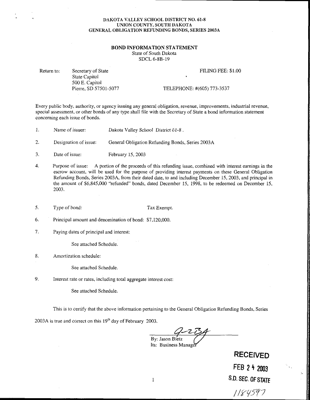 DAKOTA VALLEY SCHOOL DISTRICT NO. 61-8
UNION COUNTY, SOUTH DAKOTA
GENERAL OBLIGATION REFUNDING BONDS, SERIES 2003A
BOND INFORMATION STATEMENT
State of South Dakota
SDCL 6-8B-19
Return to: Secretary of State FILING FEE: $1.00
State Capitol
500 E. Capitol
Pierre, SD 57501-5077 TELEPHONE: #(605) 773-3537
Every public body, authority, or agency issuing any general obligation, revenue, improvements, industrial revenue,
special assessment, or other bonds of any type shall file with the Secretary of State a bond information statement
concerning each issue of bonds.
1. Name of issuer: Dakota Valley School District 61-8.
2. Designation of issue: General Obligation Refunding Bonds, Series 2003A
3. Date of issue: February 15, 2003
4. Purpose of issue: A portion of the proceeds of this refunding issue, combined with interest earnings in the
escrow account, will be used for the purpose of providing interest payments on these General Obligation
Refunding Bonds, Series 2003A, from their dated date, to and including December 15, 2003, and principal in
the amount of $6,845,000 "refunded" bonds, dated December 15, 1998, to be redeemed on December 15,
2003.
5. Type of bond: Tax Exempt.
6. Principal amount and denomination of bond: $7,120,000.
7. Paying dates of principal and interest:
See attached Schedule.
8. Amortization schedule:
See attached Schedule.
9. Interest rate or rates, including total aggregate interest cost:
See attached Schedule.
This is to certify that the above information pertaining to the General Obligation Refunding Bonds, Series
2003A is true and correct on this 19th day of February 2003.
By: Jason Bietz
Its: Business Manager
RECEIVED
FEB 24 2003
S.D. SEC. OF STATE
1
1184597